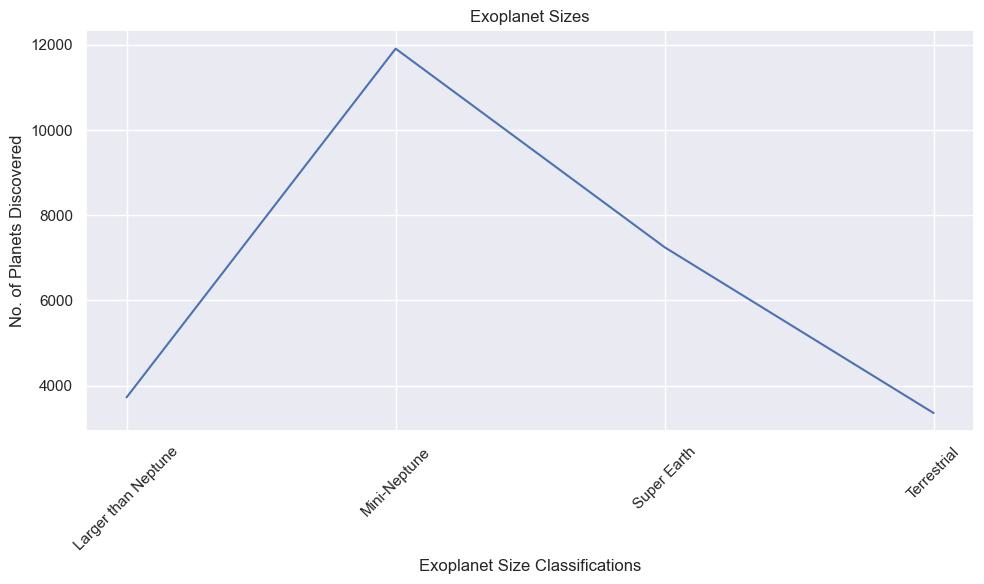 Exoplanet Sizes
No. of Planets Discovered
12000
10000
8000
6000
4000
Larger than Neptune
Mini-Neptune
Super Earth
Terrestrial
Exoplanet Size Classifications